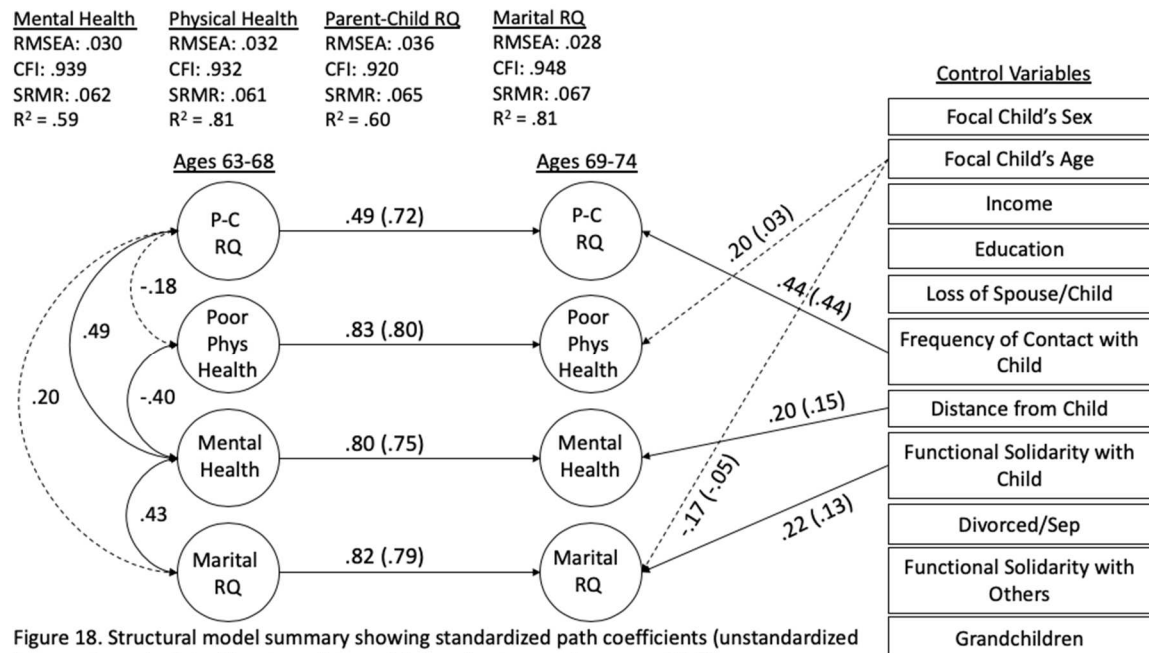 Mental Health
RMSEA: .030
CFI: .939
SRMR: .062
R² = .59
Physical Health
RMSEA: .032
CFI: .932
SRMR: .061
R² = .81
Parent-Child RQ
RMSEA: .036
CFI: .920
SRMR: .065
R² = .60
Marital RQ
RMSEA: .028
CFI: .948
SRMR: .067
R² = .81
Ages 63-68
Ages 69-74
P-C
RQ
.49 (.72)
P-C
RQ
Poor
Phys
Health
.83 (.80)
Poor
Phys
Health
Mental
Health
.80 (.75)
Mental
Health
Marital
RQ
.82 (.79)
Marital
RQ
-.18
.49
.20
-.40
.43
.20 (.03)
.44 (.44)
.20 (.15)
-.17 (-.05)
.22 (.13)
Control Variables
Focal Child's Sex
Focal Child's Age
Income
Education
Loss of Spouse/Child
Frequency of Contact with
Child
Distance from Child
Functional Solidarity with
Child
Divorced/Sep
Functional Solidarity with
Others
Grandchildren
Figure 18. Structural model summary showing standardized path coefficients (unstandardized